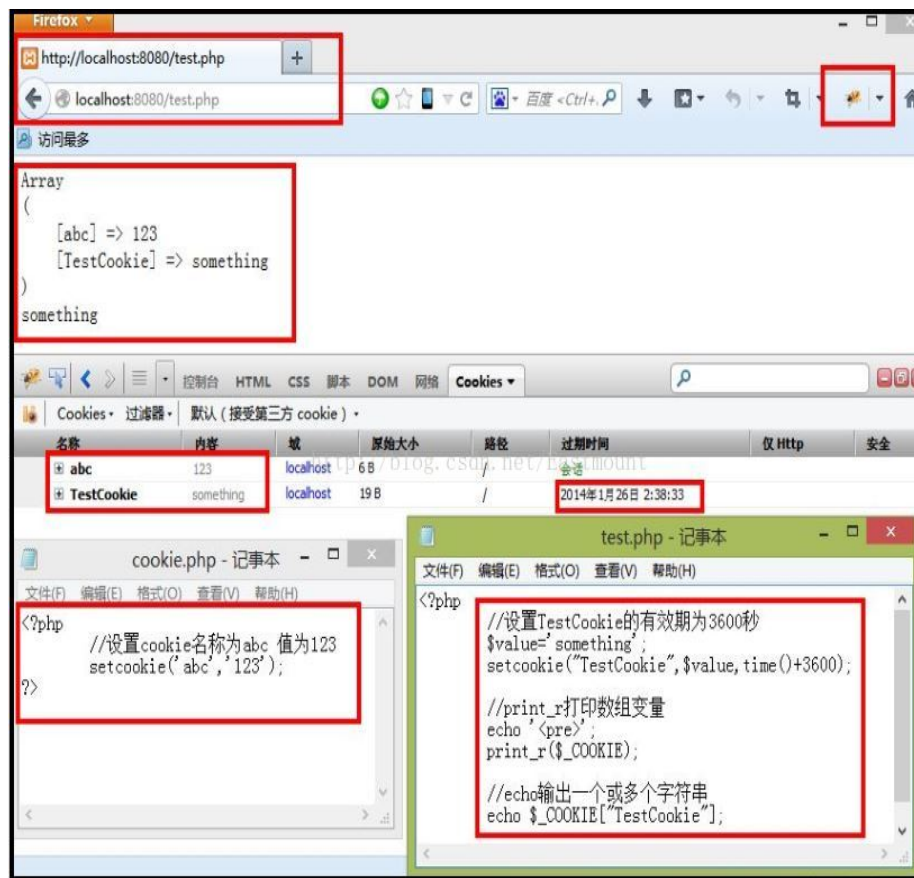 Firefox
http://localhost:8080/test.php
localhost:8080/test.php
百度 <Ctrl+.
访问最多
Array
(
[abc] => 123
[TestCookie] => something
)
something
控制台 HTML CSS 脚本 DOM 网络 Cookies
Cookies 过滤器 默认 ( 接受第三方 cookie )
名称 内容 域 原始大小 路径 过期时间 仅 Http 安全
abc 123 localhost 6 B / 会话
http://blog.csdn.net/Eastmount
TestCookie something localhost 19 B / 2014年1月26日 2:38:33
cookie.php - 记事本
文件(F) 编辑(E) 格式(O) 查看(V) 帮助(H)
<?php
//设置cookie名称为abc 值为123
setcookie('abc','123');
?>
test.php - 记事本
文件(F) 编辑(E) 格式(O) 查看(V) 帮助(H)
<?php
//设置TestCookie的有效期为3600秒
$value='something';
setcookie("TestCookie",$value,time()+3600);
//print_r打印数组变量
echo '<pre>';
print_r($_COOKIE);
//echo输出一个或多个字符串
echo $_COOKIE["TestCookie"];